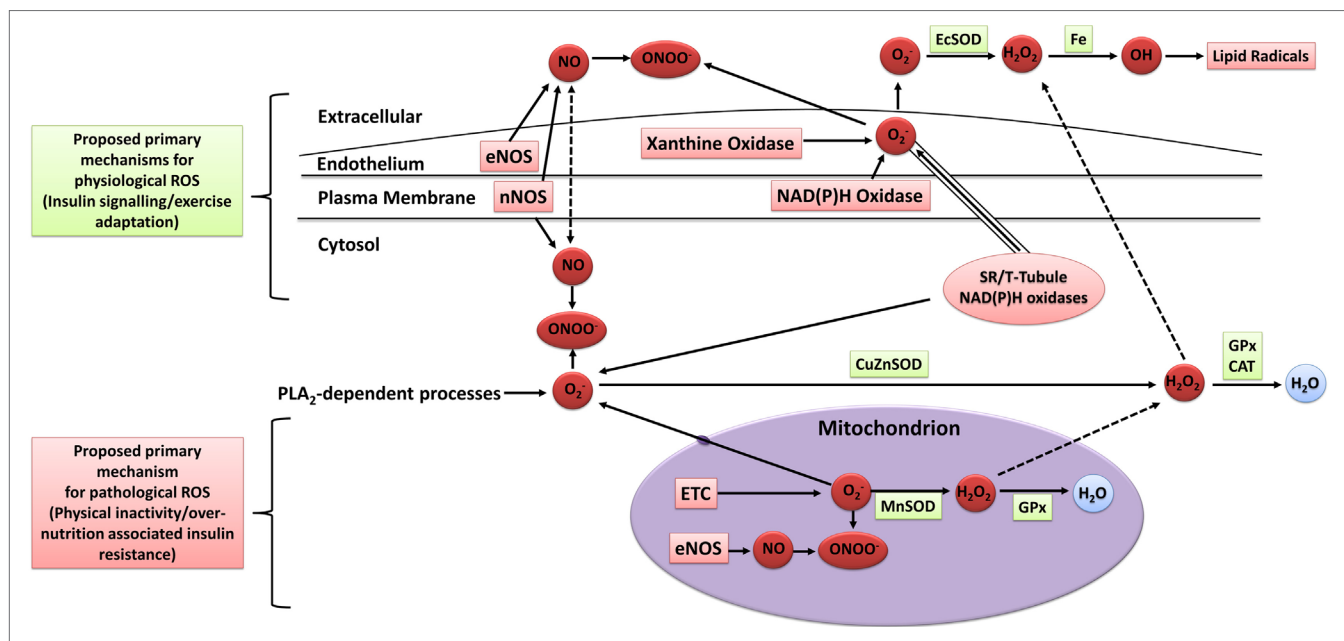 O₂⁻
EcSOD
H₂O₂
Fe
OH
Lipid Radicals
NO
ONOO⁻
Extracellular
Proposed primary
mechanisms for
physiological ROS
(Insulin signalling/exercise
adaptation)
Xanthine Oxidase
O₂⁻
eNOS
Endothelium
Plasma Membrane
nNOS
NAD(P)H Oxidase
Cytosol
NO
SR/T-Tubule
NAD(P)H oxidases
ONOO⁻
PLA₂-dependent processes
O₂⁻
CuZnSOD
H₂O₂
GPx
CAT
H₂O
Proposed primary
mechanism
for pathological ROS
(Physical inactivity/over-
nutrition associated insulin
resistance)
Mitochondrion
ETC
O₂⁻
MnSOD
H₂O₂
GPx
H₂O
eNOS
NO
ONOO⁻